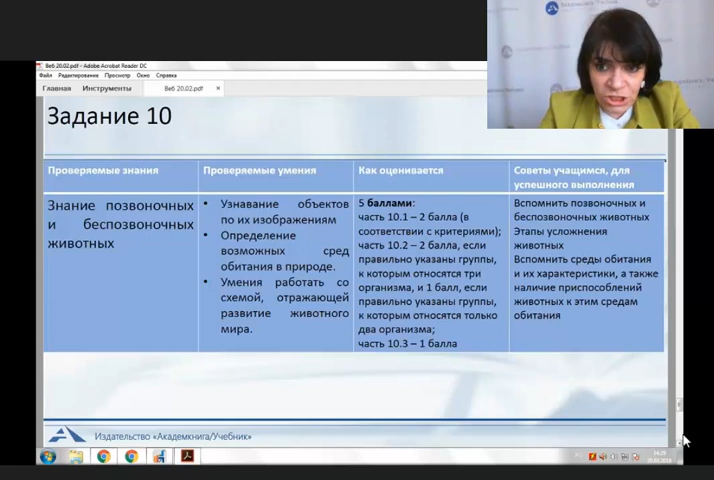 Веб 20.02.pdf - Adobe Acrobat Reader DC
Файл Редактирование Просмотр Окно Справка
Главная Инструменты Веб 20.02.pdf ×
Задание 10
Проверяемые знания
Проверяемые умения
Как оценивается
Советы учащимся, для
успешного выполнения
Знание позвоночных
и беспозвоночных
животных
• Узнавание объектов
по их изображениям
• Определение
возможных сред
обитания в природе.
• Умения работать со
схемой, отражающей
развитие животного
мира.
5 баллами:
часть 10.1 – 2 балла (в
соответствии с критериями);
часть 10.2 – 2 балла, если
правильно указаны группы,
к которым относятся три
организма, и 1 балл, если
правильно указаны группы,
к которым относятся только
два организма;
часть 10.3 – 1 балла
Вспомнить позвоночных и
беспозвоночных животных
Этапы усложнения
животных
Вспомнить среды обитания
и их характеристики, а также
наличие приспособлений
животных к этим средам
обитания
Издательство «Академкнига/Учебник»